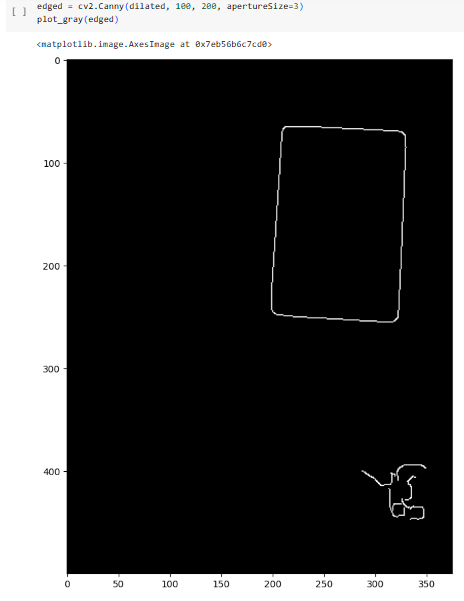 [ ] edged = cv2.Canny(dilated, 100, 200, apertureSize=3)
plot_gray(edged)
<matplotlib.image.AxesImage at 0x7eb56b6c7cd0>
0
100
200
300
400
0 50 100 150 200 250 300 350